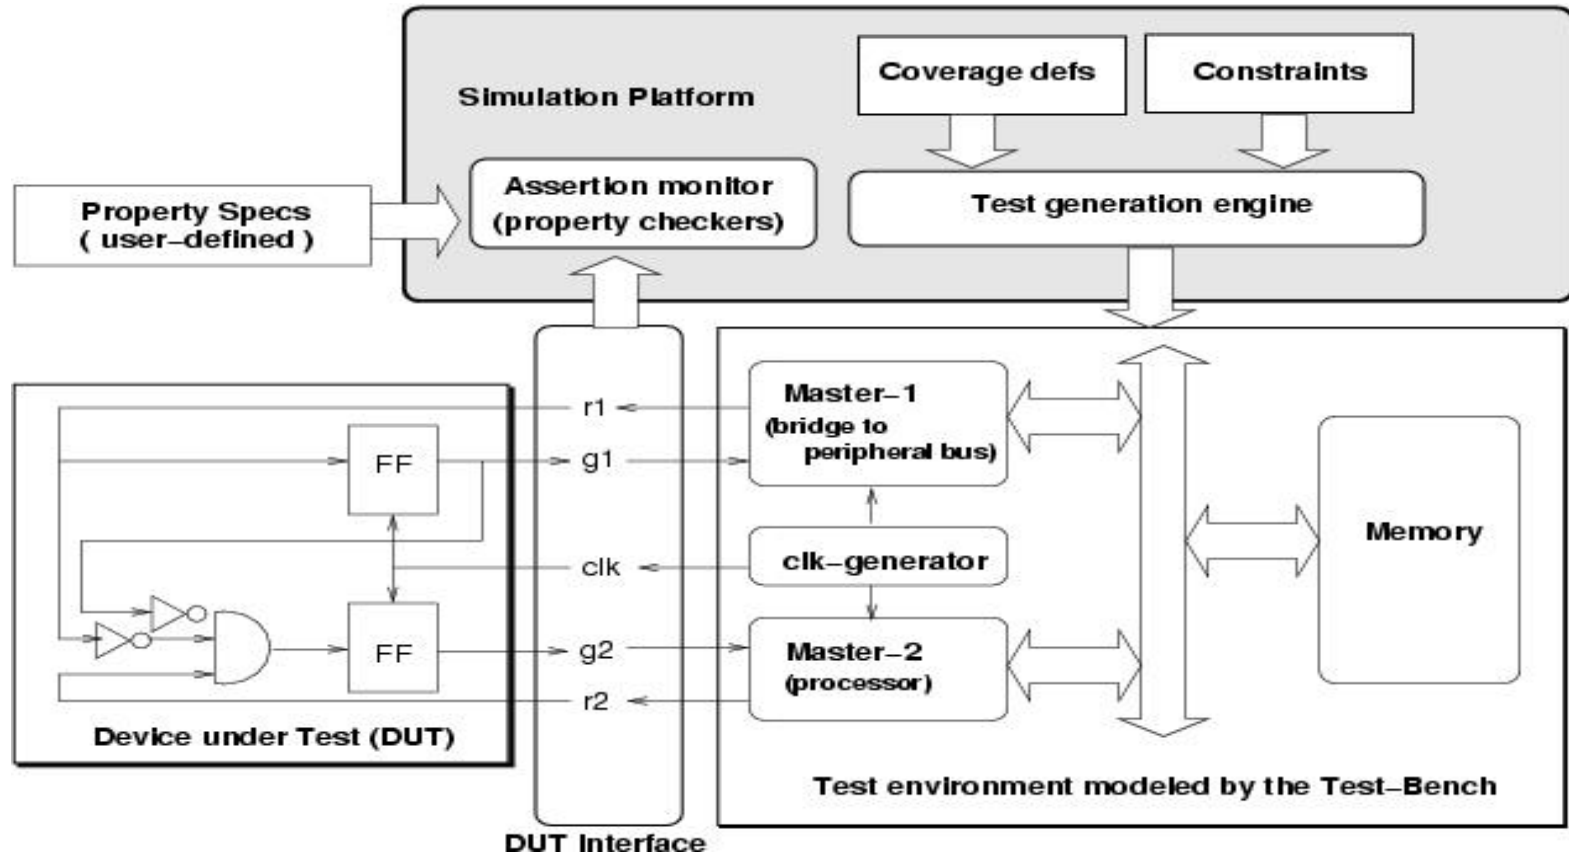 Simulation Platform
Coverage defs
Constraints
Assertion monitor
(property checkers)
Test generation engine
Property Specs
( user–defined )
r1
g1
clk
g2
r2
FF
FF
Device under Test (DUT)
DUT Interface
Master–1
(bridge to
peripheral bus)
clk–generator
Master–2
(processor)
Memory
Test environment modeled by the Test–Bench